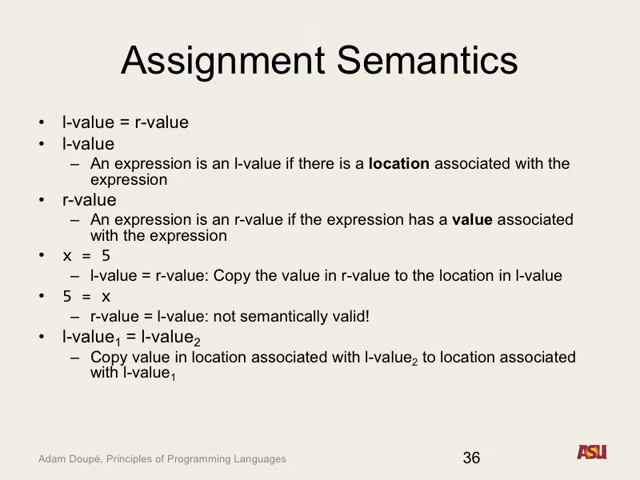 Assignment Semantics
• l-value = r-value
• l-value
– An expression is an l-value if there is a location associated with the
expression
• r-value
– An expression is an r-value if the expression has a value associated
with the expression
• x = 5
– l-value = r-value: Copy the value in r-value to the location in l-value
• 5 = x
– r-value = l-value: not semantically valid!
• l-value₁ = l-value₂
– Copy value in location associated with l-value₂ to location associated
with l-value₁
Adam Doupé, Principles of Programming Languages
36
ASU